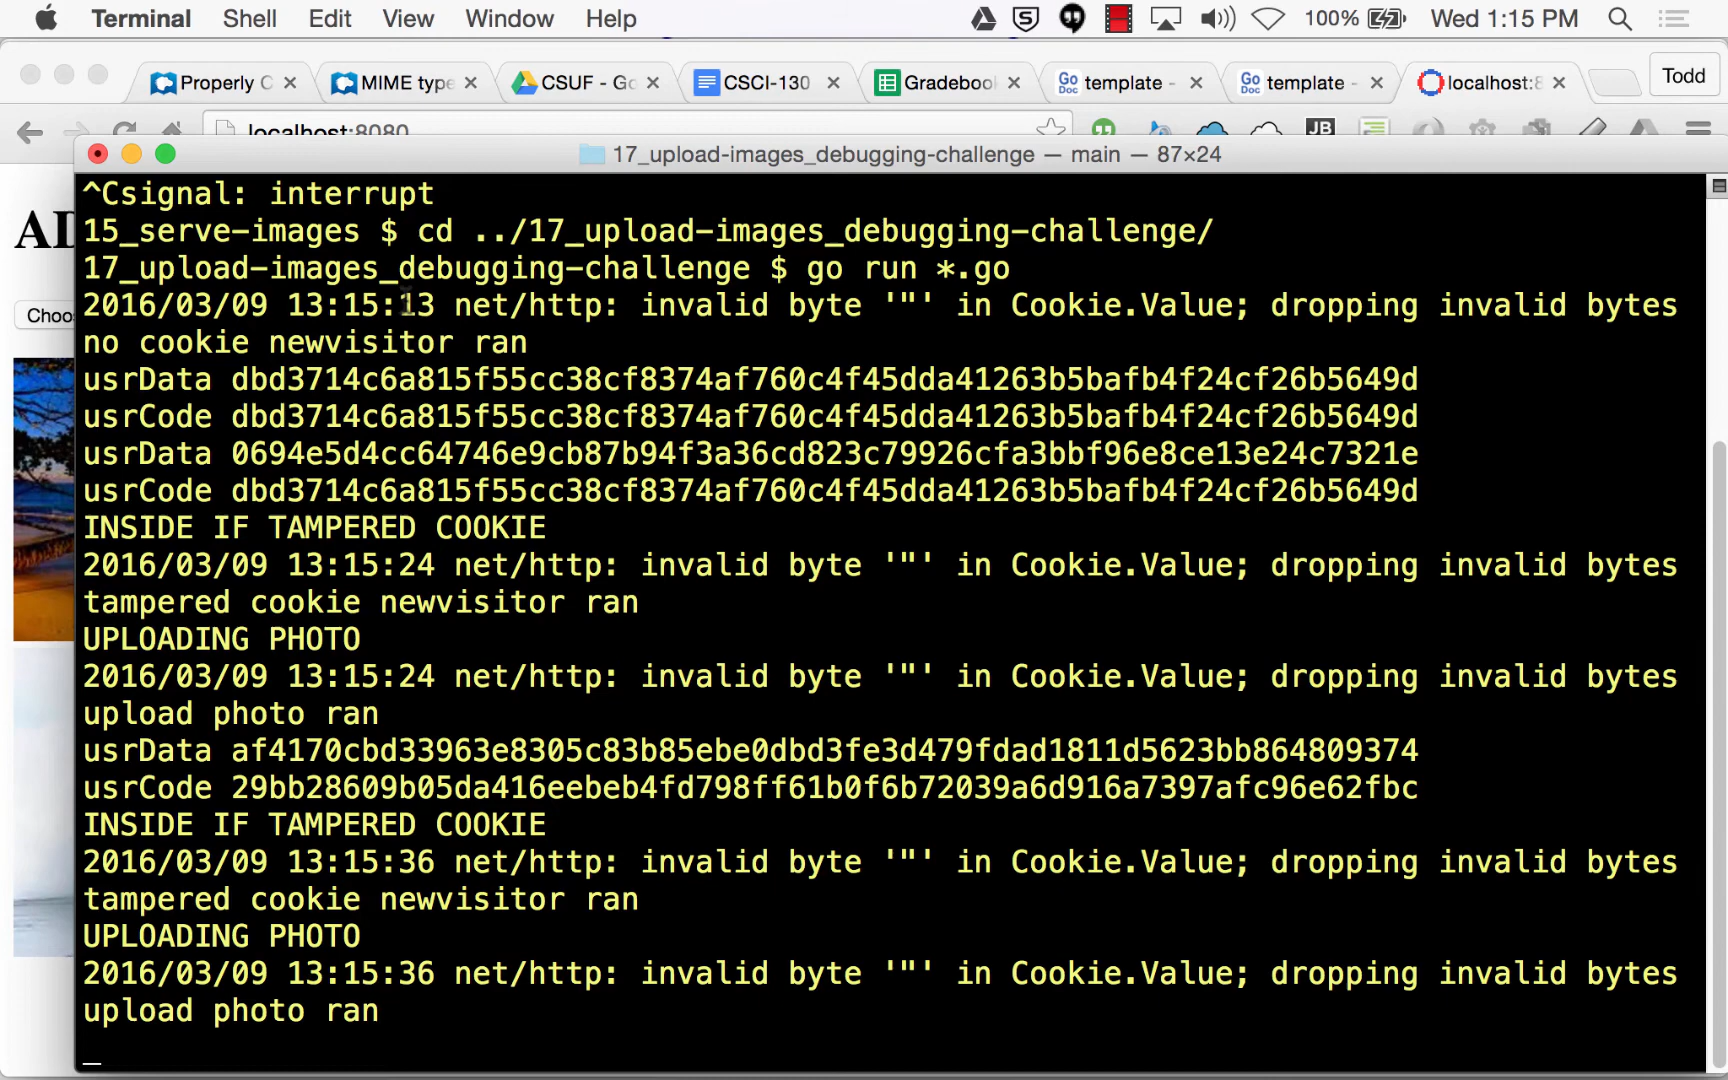 Terminal Shell Edit View Window Help 100% Wed 1:15 PM
Properly C MIME type CSUF - Go CSCI-130 Gradebook template - template - localhost:8 Todd
localhost:8080
17_upload-images_debugging-challenge — main — 87×24
^Csignal: interrupt
15_serve-images $ cd ../17_upload-images_debugging-challenge/
17_upload-images_debugging-challenge $ go run *.go
2016/03/09 13:15:13 net/http: invalid byte '"' in Cookie.Value; dropping invalid bytes
no cookie newvisitor ran
usrData dbd3714c6a815f55cc38cf8374af760c4f45dda41263b5bafb4f24cf26b5649d
usrCode dbd3714c6a815f55cc38cf8374af760c4f45dda41263b5bafb4f24cf26b5649d
usrData 0694e5d4cc64746e9cb87b94f3a36cd823c79926cfa3bbf96e8ce13e24c7321e
usrCode dbd3714c6a815f55cc38cf8374af760c4f45dda41263b5bafb4f24cf26b5649d
INSIDE IF TAMPERED COOKIE
2016/03/09 13:15:24 net/http: invalid byte '"' in Cookie.Value; dropping invalid bytes
tampered cookie newvisitor ran
UPLOADING PHOTO
2016/03/09 13:15:24 net/http: invalid byte '"' in Cookie.Value; dropping invalid bytes
upload photo ran
usrData af4170cbd33963e8305c83b85ebe0dbd3fe3d479fdad1811d5623bb864809374
usrCode 29bb28609b05da416eebeb4fd798ff61b0f6b72039a6d916a7397afc96e62fbc
INSIDE IF TAMPERED COOKIE
2016/03/09 13:15:36 net/http: invalid byte '"' in Cookie.Value; dropping invalid bytes
tampered cookie newvisitor ran
UPLOADING PHOTO
2016/03/09 13:15:36 net/http: invalid byte '"' in Cookie.Value; dropping invalid bytes
upload photo ran